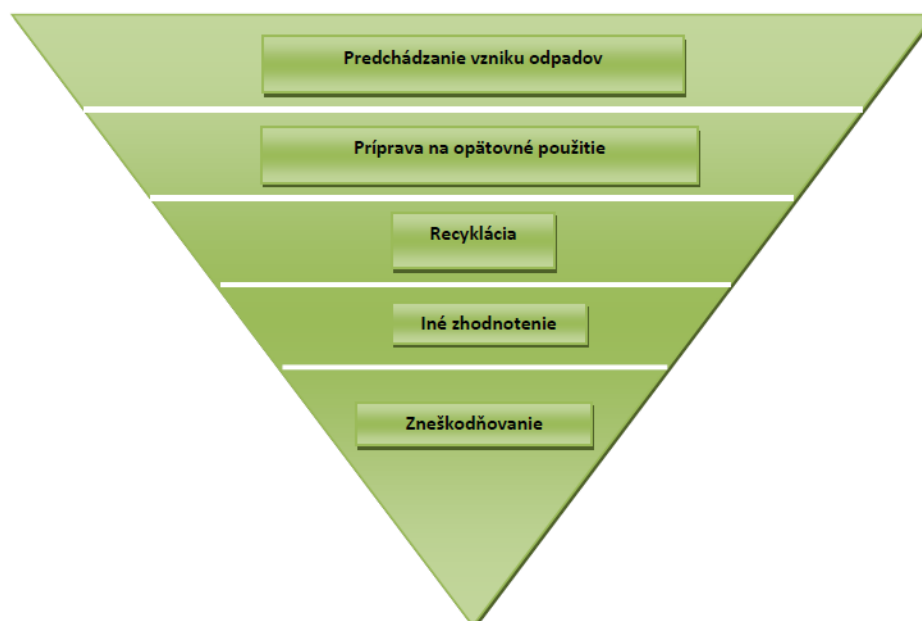 Predchádzanie vzniku odpadov
Príprava na opätovné použitie
Recyklácia
Iné zhodnotenie
Zneškodňovanie